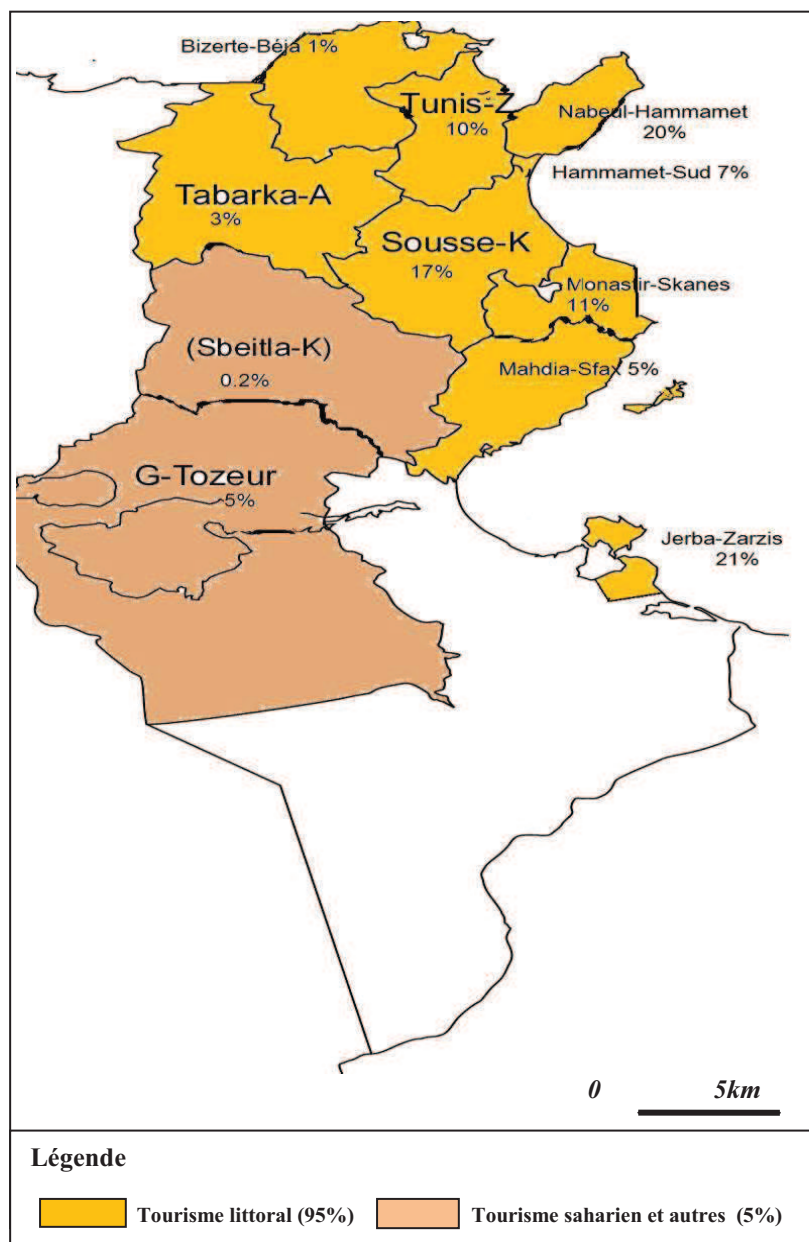 Bizerte-Béja 1%
Tunis-Z
10%
Nabeul-Hammamet
20%
Hammamet-Sud 7%
Tabarka-A
3%
Sousse-K
17%
Monastir-Skanes
11%
(Sbeitla-K)
0.2%
Mahdia-Sfax 5%
G-Tozeur
5%
Jerba-Zarzis
21%
0 5km
Légende
Tourisme littoral (95%) Tourisme saharien et autres (5%)